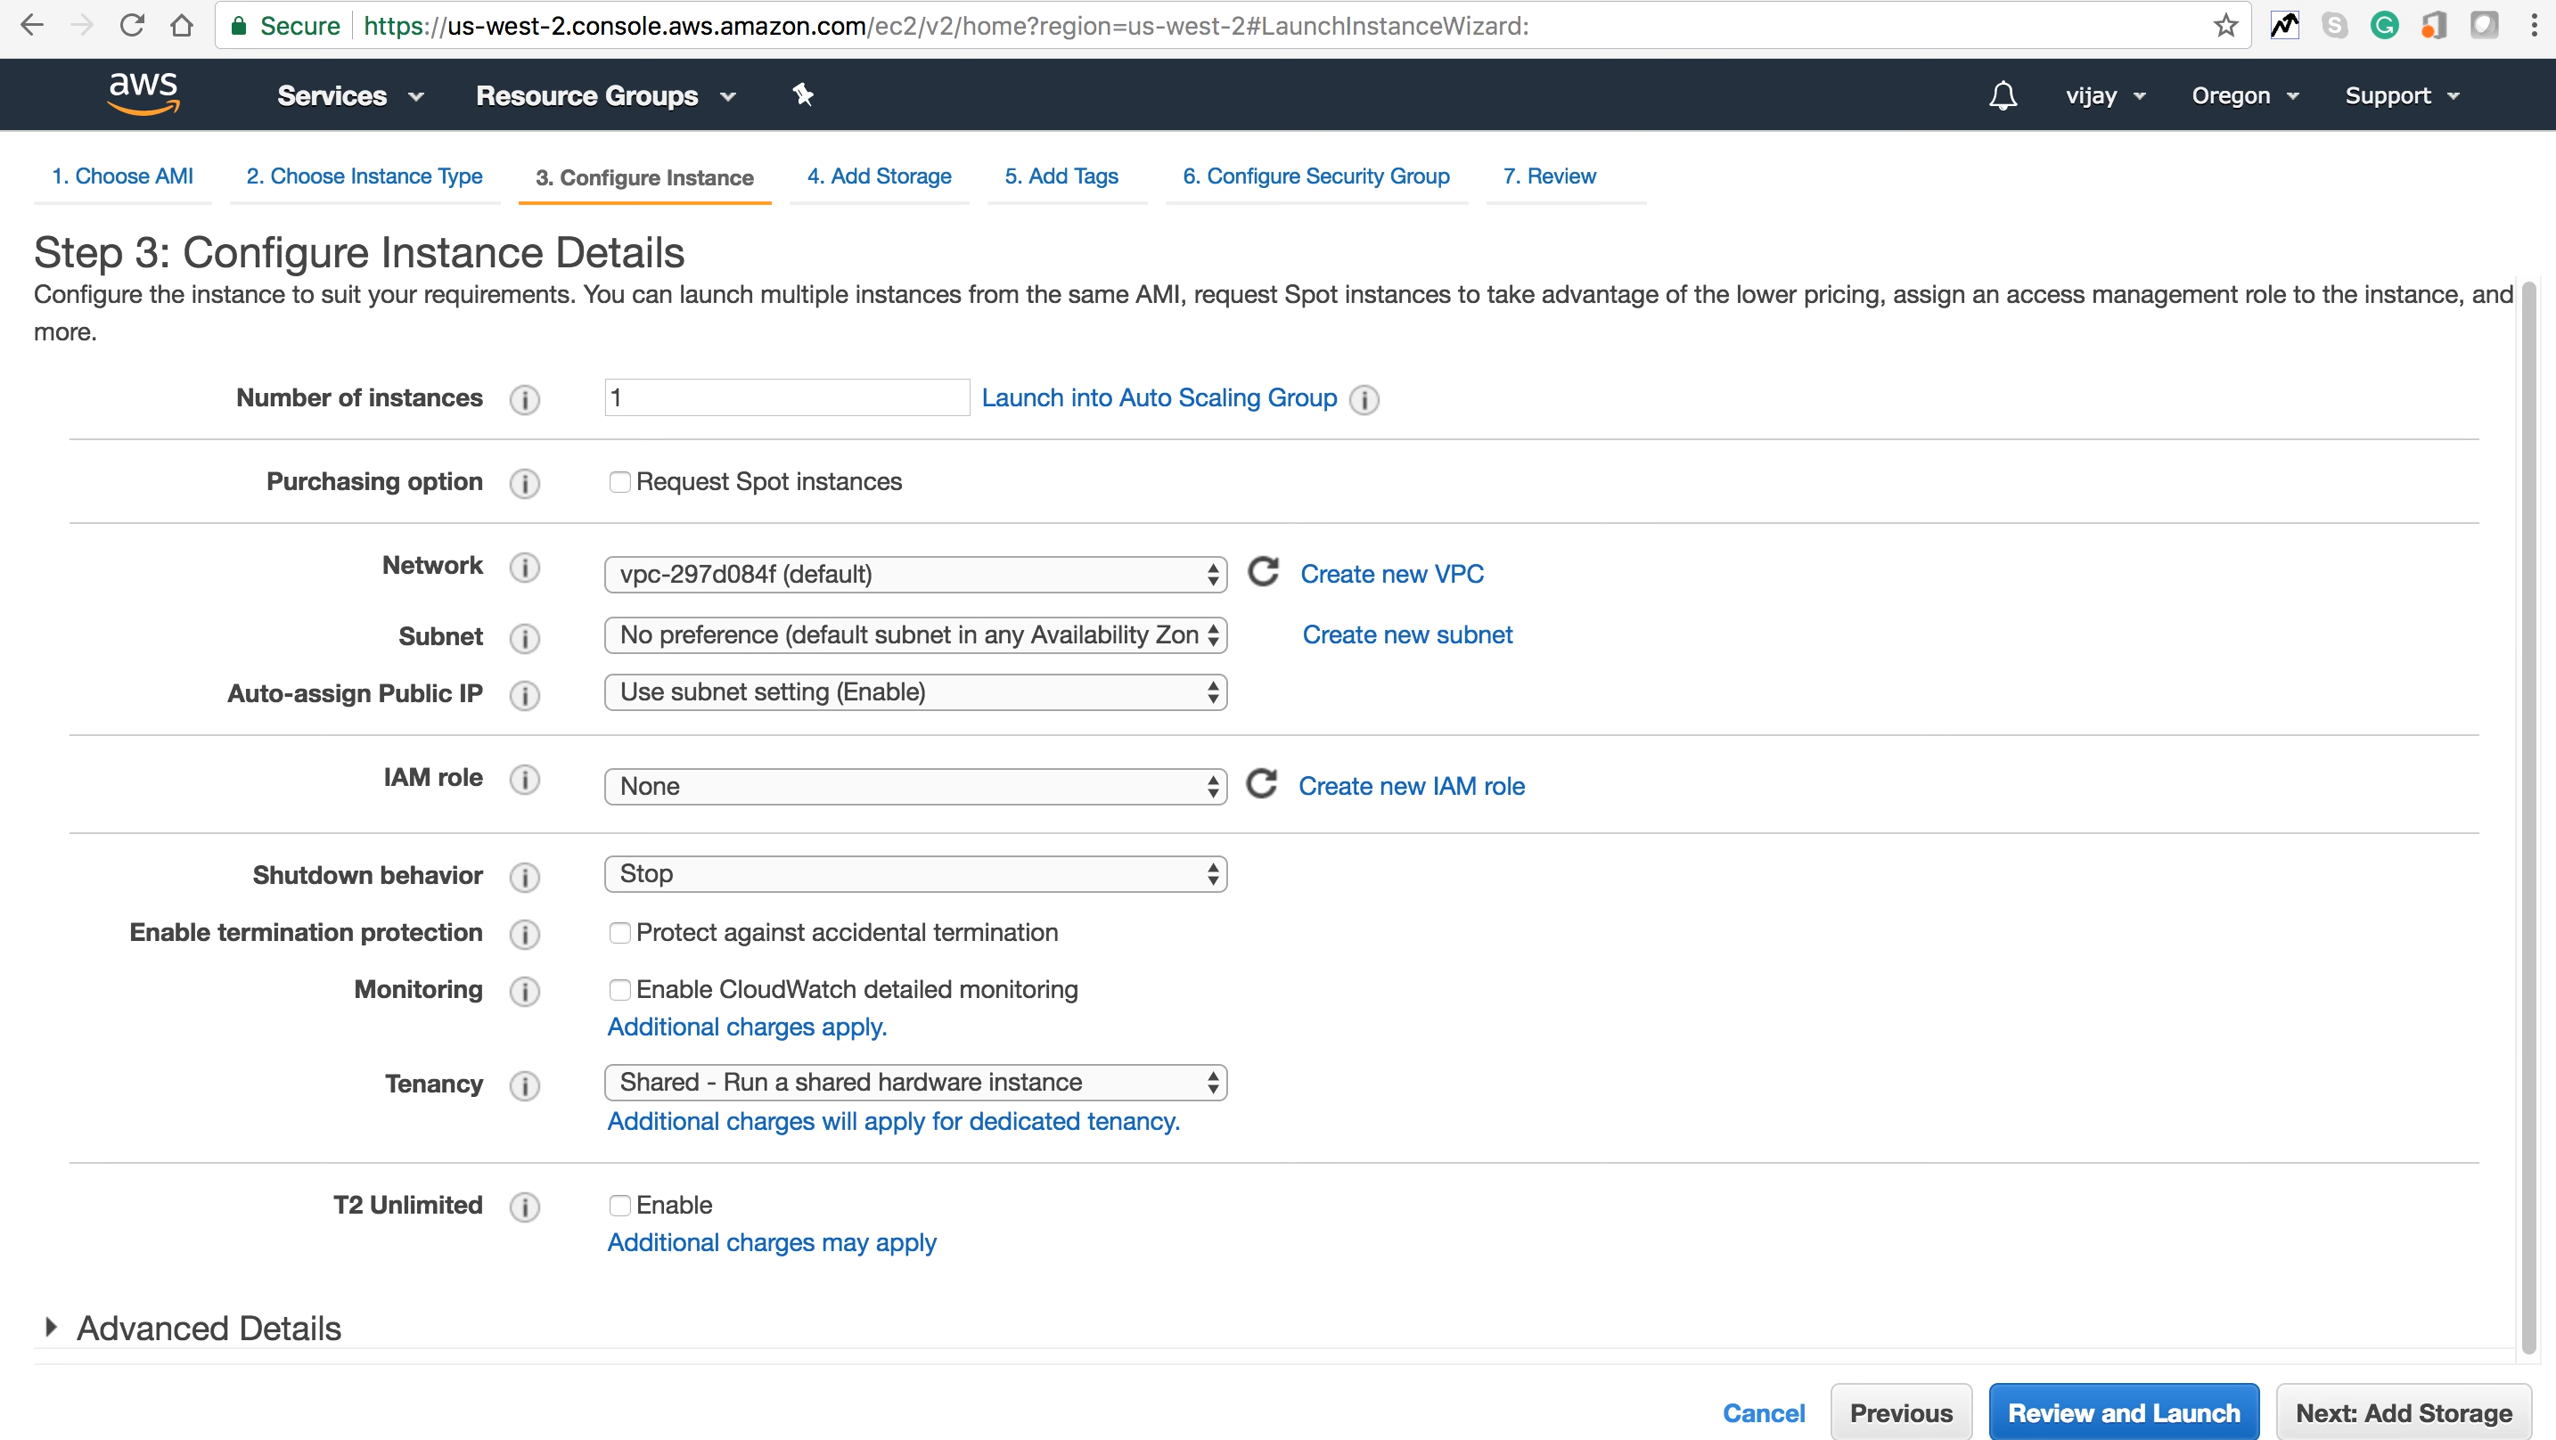 Secure https://us-west-2.console.aws.amazon.com/ec2/v2/home?region=us-west-2#LaunchInstanceWizard:
aws Services Resource Groups vijay Oregon Support
1. Choose AMI 2. Choose Instance Type 3. Configure Instance 4. Add Storage 5. Add Tags 6. Configure Security Group 7. Review
Step 3: Configure Instance Details
Configure the instance to suit your requirements. You can launch multiple instances from the same AMI, request Spot instances to take advantage of the lower pricing, assign an access management role to the instance, and
more.
Number of instances 1 Launch into Auto Scaling Group
Purchasing option Request Spot instances
Network vpc-297d084f (default) Create new VPC
Subnet No preference (default subnet in any Availability Zon Create new subnet
Auto-assign Public IP Use subnet setting (Enable)
IAM role None Create new IAM role
Shutdown behavior Stop
Enable termination protection Protect against accidental termination
Monitoring Enable CloudWatch detailed monitoring
Additional charges apply.
Tenancy Shared - Run a shared hardware instance
Additional charges will apply for dedicated tenancy.
T2 Unlimited Enable
Additional charges may apply
Advanced Details
Cancel Previous Review and Launch Next: Add Storage